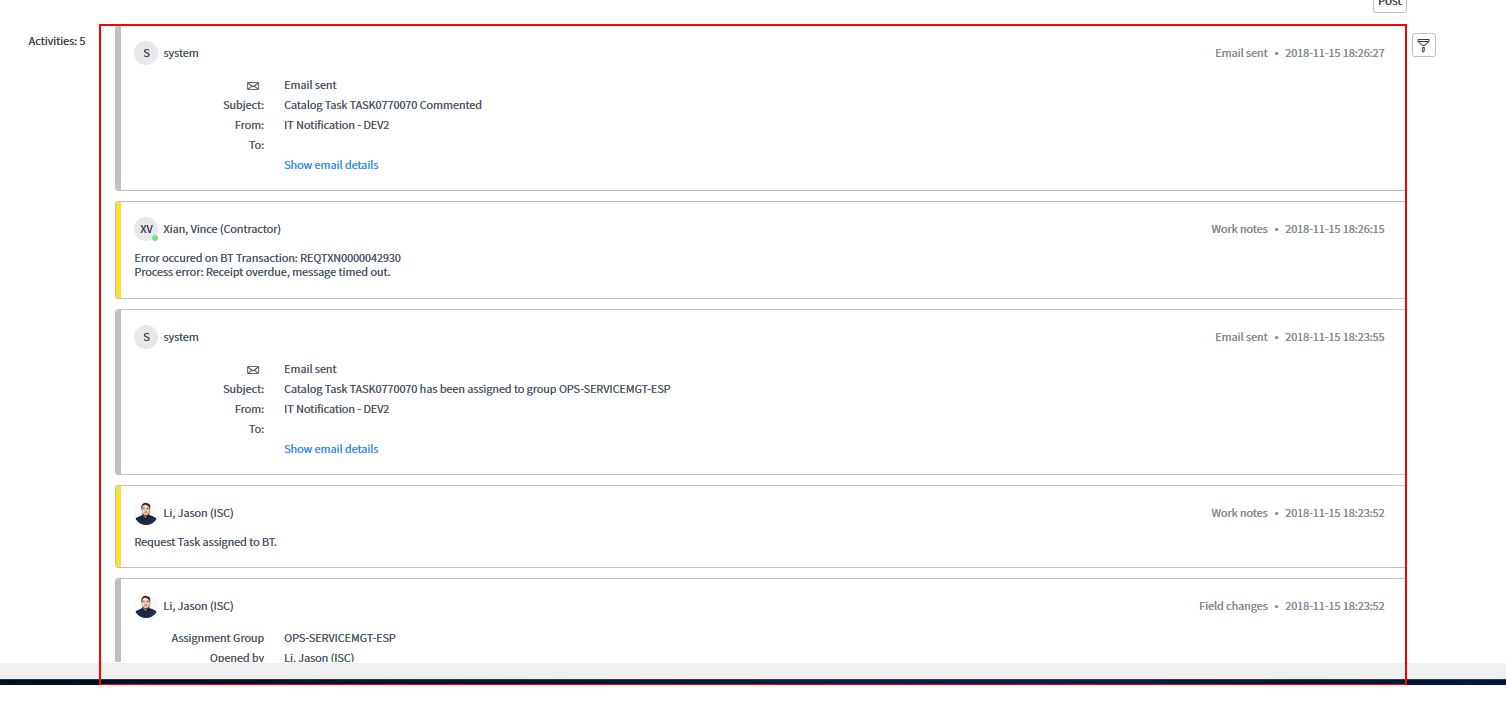 Post
Activities: 5
S system Email sent • 2018-11-15 18:26:27
Email sent
Subject: Catalog Task TASK0770070 Commented
From: IT Notification - DEV2
To:
Show email details
XV Xian, Vince (Contractor) Work notes • 2018-11-15 18:26:15
Error occured on BT Transaction: REQTXN0000042930
Process error: Receipt overdue, message timed out.
S system Email sent • 2018-11-15 18:23:55
Email sent
Subject: Catalog Task TASK0770070 has been assigned to group OPS-SERVICEMGT-ESP
From: IT Notification - DEV2
To:
Show email details
Li, Jason (ISC) Work notes • 2018-11-15 18:23:52
Request Task assigned to BT.
Li, Jason (ISC) Field changes • 2018-11-15 18:23:52
Assignment Group OPS-SERVICEMGT-ESP
Opened by Li, Jason (ISC)